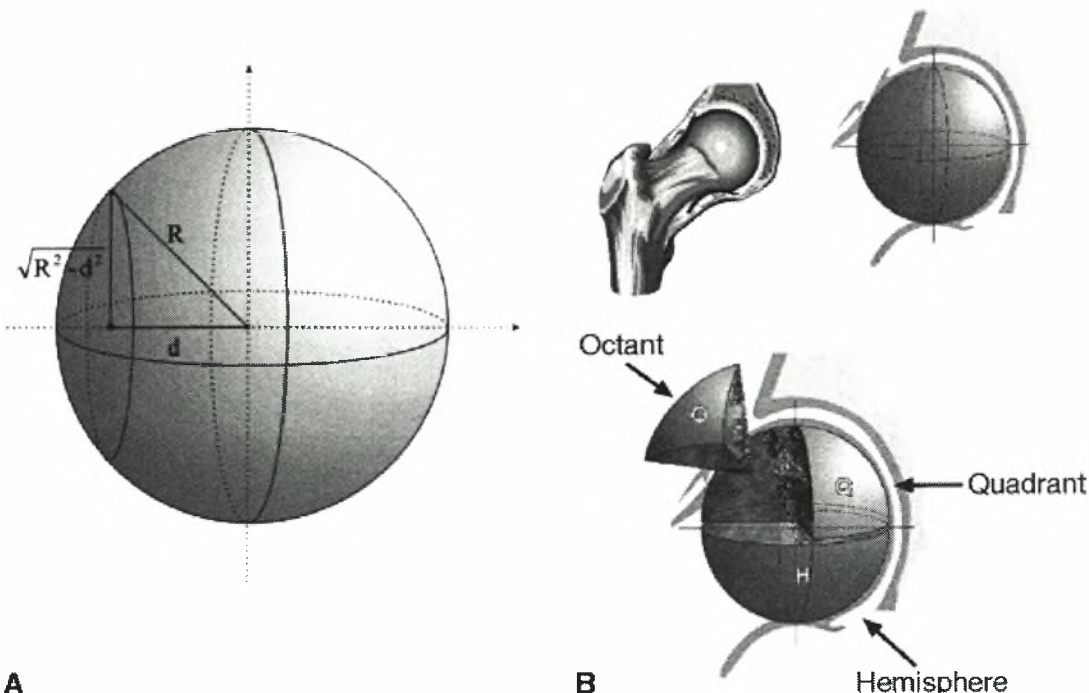 R
√R² - d²
d
A
Octant
O
Q
Quadrant
H
Hemisphere
B